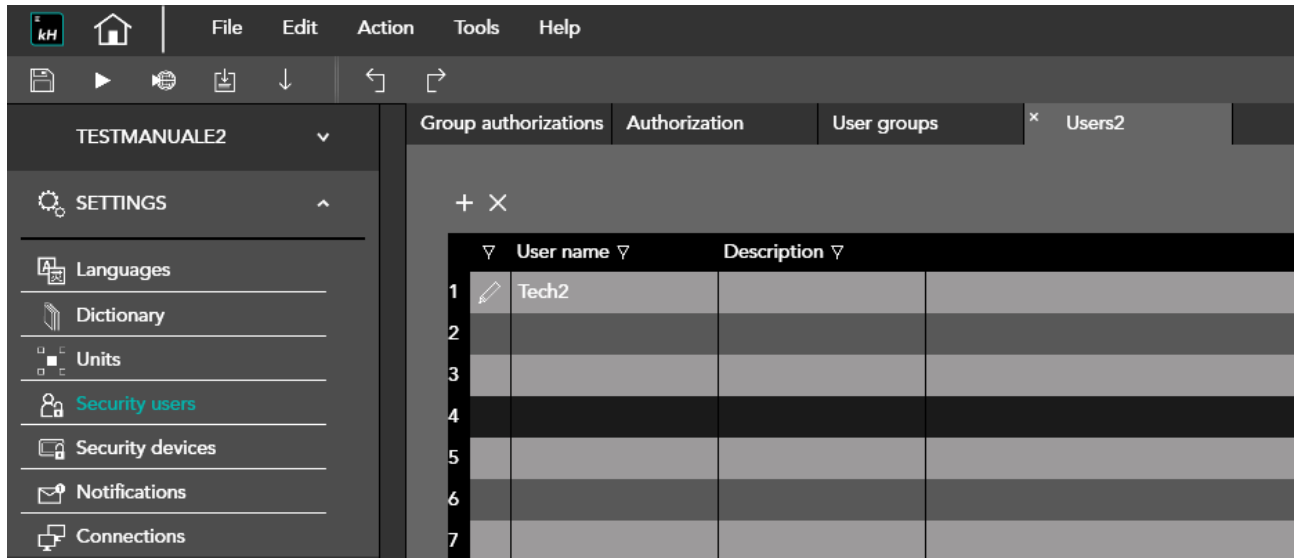 kH File Edit Action Tools Help
TESTMANUALE2
Group authorizations Authorization User groups × Users2
SETTINGS
User name Description
Languages
1 Tech2
Dictionary
2
Units
3
Security users
4
Security devices
5
Notifications
6
Connections
7